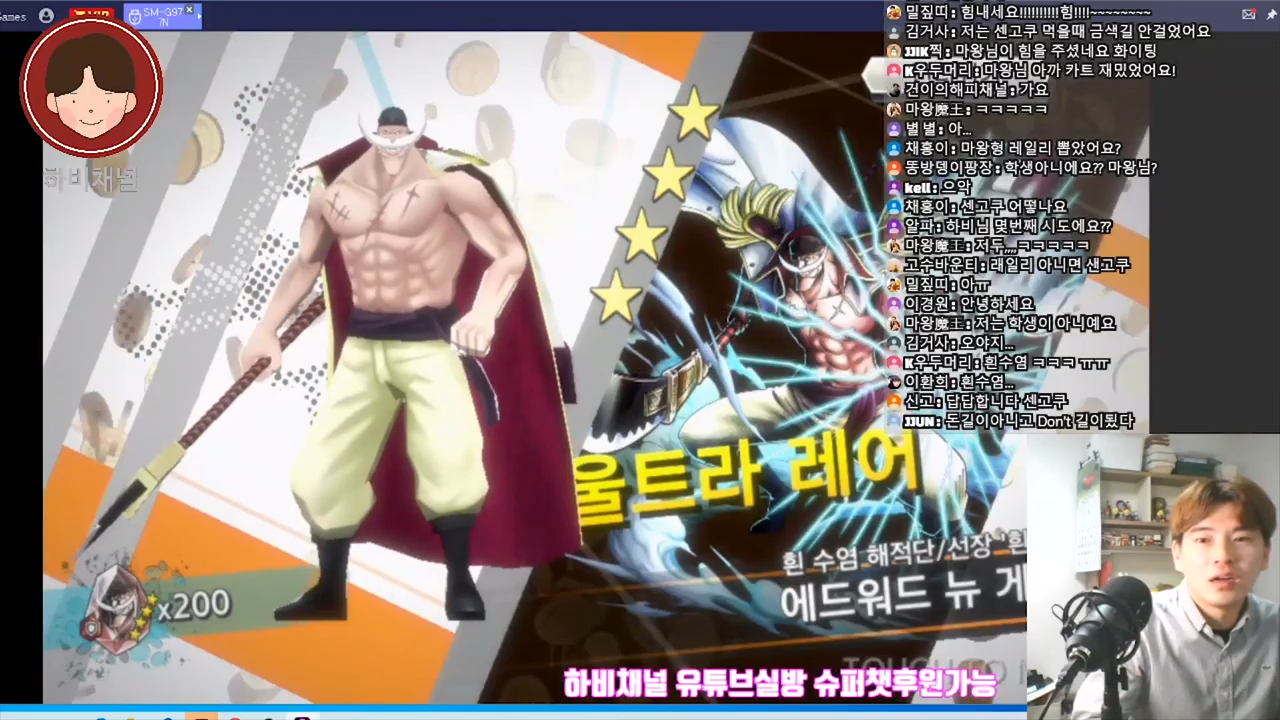 Games
VIP
SM-G97
7N
하비채널
밀짚띠: 힘내세요!!!!!!!!!!힘!!!!~~~~~~~~
김거사: 저는 센고쿠 먹을때 금색길 안걸었어요
JJIK찍: 마왕님이 힘을 주셨네요 화이팅
K우두머리: 마왕님 아까 카트 재밌었어요!
건이의해피채널: 가요
마왕魔王: ㅋㅋㅋㅋㅋ
별 별: 아...
채홍이: 마왕형 레일리 뽑았어요?
똥방뎅이팡장: 학생아니에요?? 마왕님?
kell: 으악
채홍이: 센고쿠 어떻나요
알파: 하비님 몇번째 시도에요??
마왕魔王: 저두,,,,ㅋㅋㅋㅋㅋ
고수바운티: 래일리 아니면 샌고쿠
밀짚띠: 아ㅠ
이경원: 안녕하세요
마왕魔王: 저는 학생이 아니예요
김거사: 오야지...
K우두머리: 흰수염 ㅋㅋㅋ ㅠㅠ
이환희: 흰수염...
신고: 답답합니다 센고쿠
JJUN: 돈길이아니고 Don't 길이됬다
울트라 레어
흰 수염 해적단/선장 '흰
에드워드 뉴 게
x200
하비채널 유튜브실방 슈퍼챗후원가능